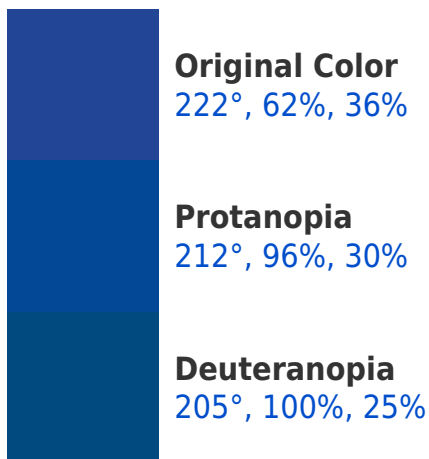 Original Color
222°, 62%, 36%
Protanopia
212°, 96%, 30%
Deuteranopia
205°, 100%, 25%